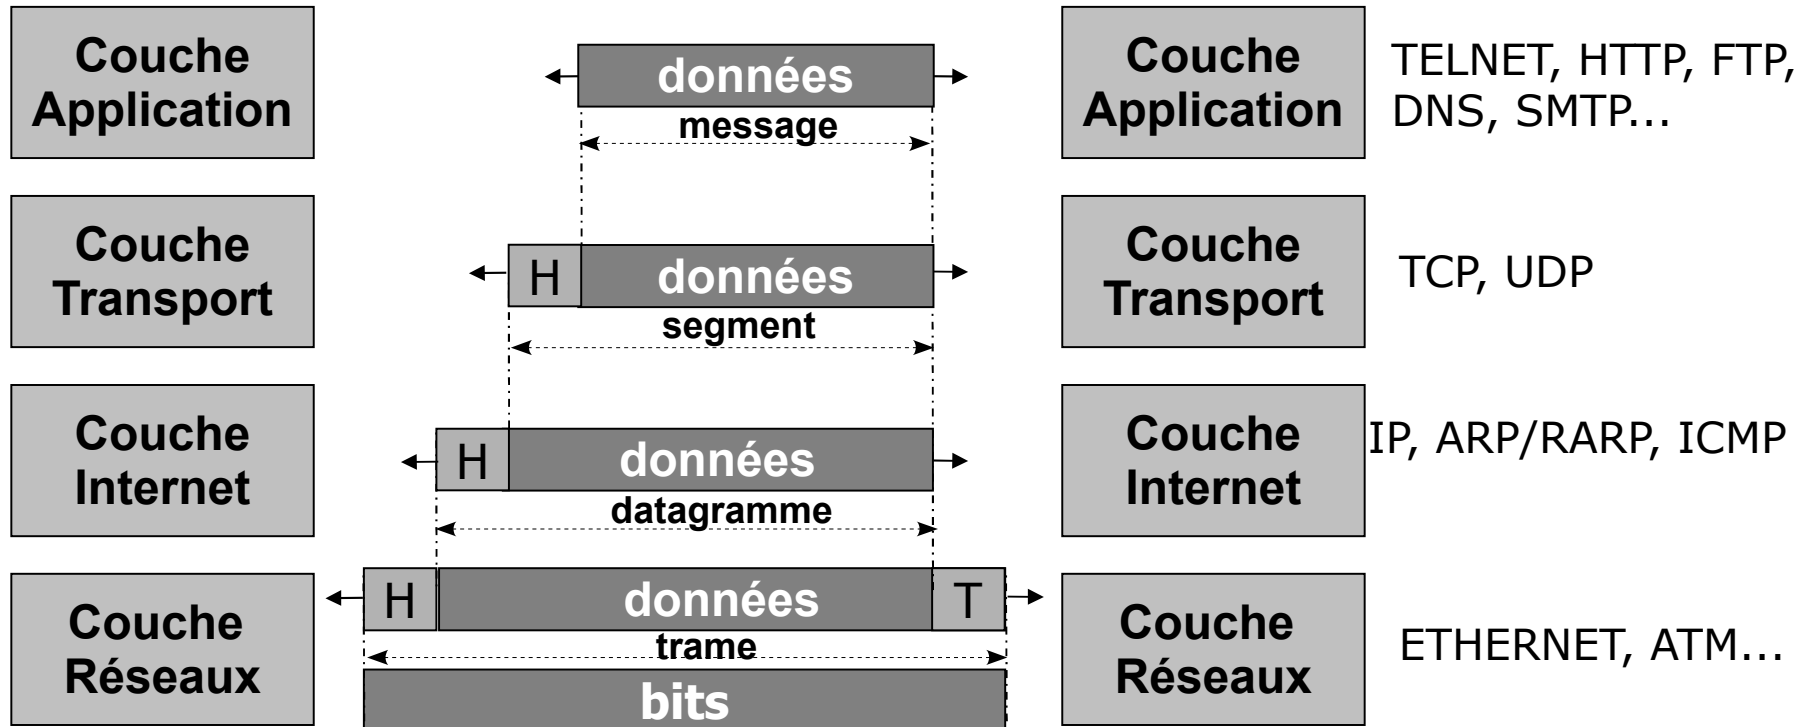 Couche
Application
données
message
Couche
Application
TELNET, HTTP, FTP,
DNS, SMTP...
Couche
Transport
H
données
segment
Couche
Transport
TCP, UDP
Couche
Internet
H
données
datagramme
Couche
Internet
IP, ARP/RARP, ICMP
Couche
Réseaux
H
données
T
trame
bits
Couche
Réseaux
ETHERNET, ATM...